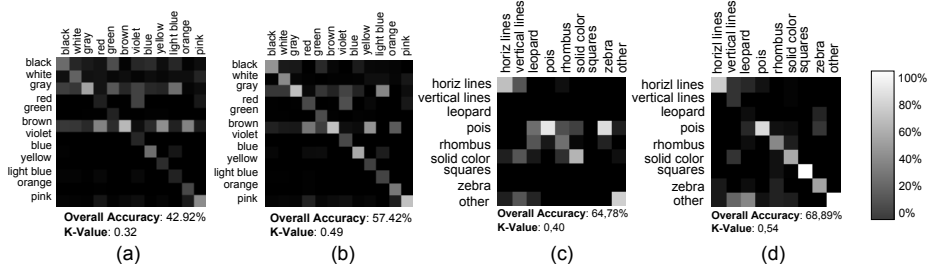 black
white
gray
red
green
brown
violet
blue
yellow
light blue
orange
pink
black
white
gray
red
green
brown
violet
blue
yellow
light blue
orange
pink
Overall Accuracy: 42.92%
K-Value: 0.32
(a)
black
white
gray
red
green
brown
violet
blue
yellow
light blue
orange
pink
black
white
gray
red
green
brown
violet
blue
yellow
light blue
orange
pink
Overall Accuracy: 57.42%
K-Value: 0.49
(b)
horiz lines
vertical lines
leopard
pois
rhombus
solid color
squares
zebra
other
horiz lines
vertical lines
leopard
pois
rhombus
solid color
squares
zebra
other
Overall Accuracy: 64,78%
K-Value: 0,40
(c)
horiz lines
vertical lines
leopard
pois
rhombus
solid color
squares
zebra
other
horiz lines
vertical lines
leopard
pois
rhombus
solid color
squares
zebra
other
Overall Accuracy: 68,89%
K-Value: 0,54
(d)
100%
80%
60%
40%
20%
0%